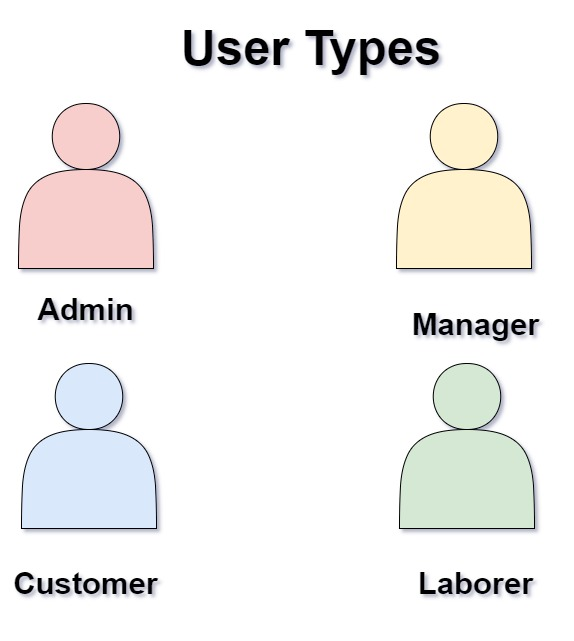 User Types
Admin
Manager
Customer
Laborer